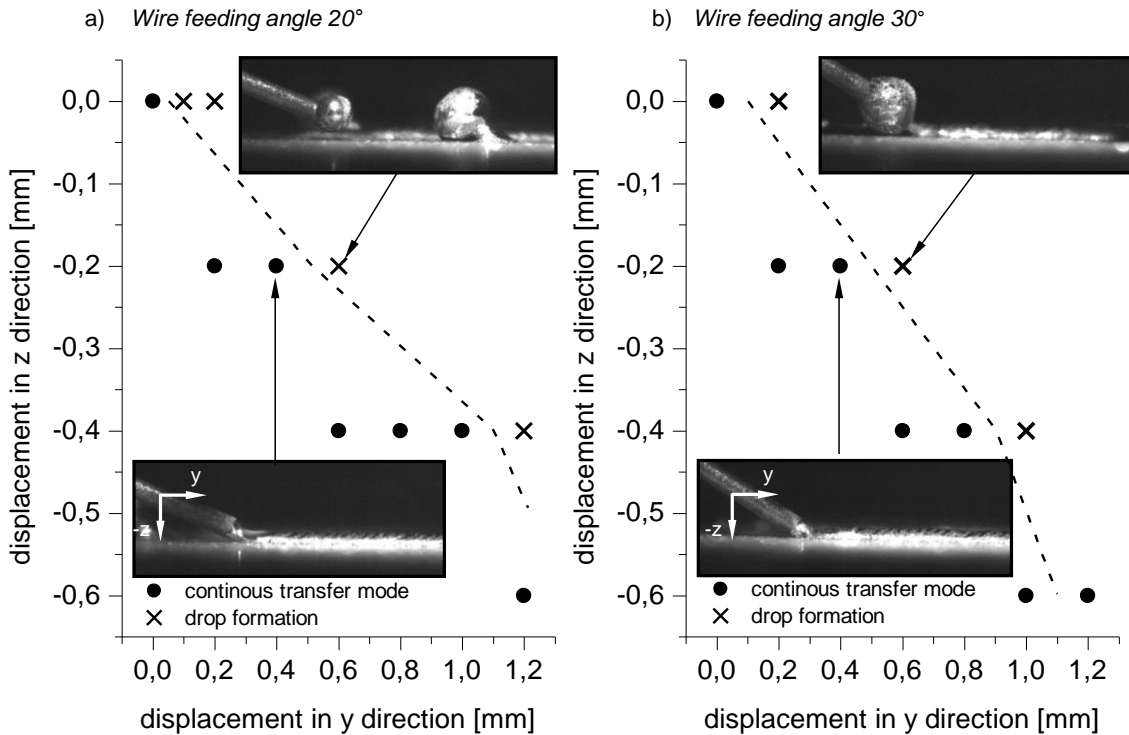 a) Wire feeding angle 20°
0,0
-0,1
-0,2
-0,3
-0,4
-0,5
-0,6
displacement in z direction [mm]
y
-z
continous transfer mode
drop formation
0,0 0,2 0,4 0,6 0,8 1,0 1,2
displacement in y direction [mm]
b) Wire feeding angle 30°
0,0
-0,1
-0,2
-0,3
-0,4
-0,5
-0,6
displacement in z direction [mm]
y
-z
continous transfer mode
drop formation
0,0 0,2 0,4 0,6 0,8 1,0 1,2
displacement in y direction [mm]